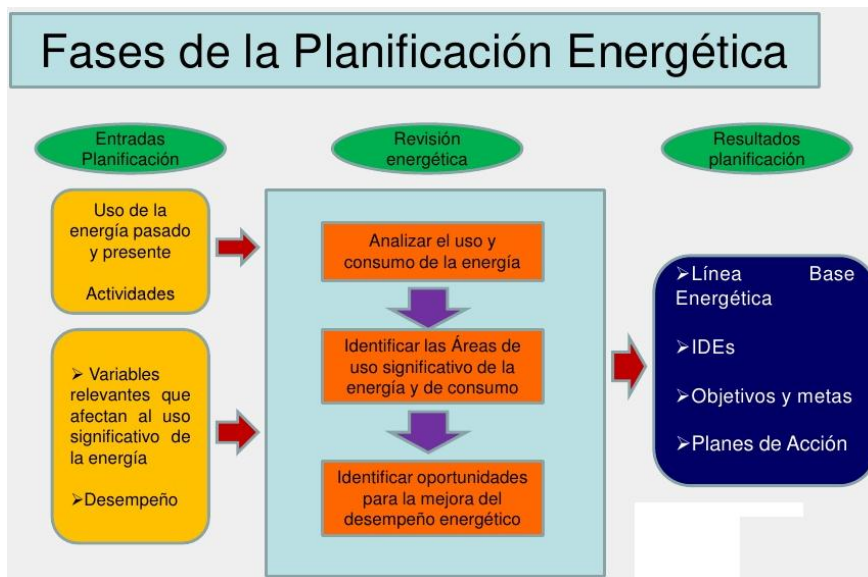 Fases de la Planificación Energética
Entradas
Planificación
Revisión
energética
Resultados
planificación
Uso de la
energía pasado
y presente
Actividades
➢ Variables
relevantes que
afectan al uso
significativo de
la energía
➢Desempeño
Analizar el uso y
consumo de la energía
Identificar las Áreas de
uso significativo de la
energía y de consumo
Identificar oportunidades
para la mejora del
desempeño energético
➢Línea Base
Energética
➢IDEs
➢Objetivos y metas
➢Planes de Acción